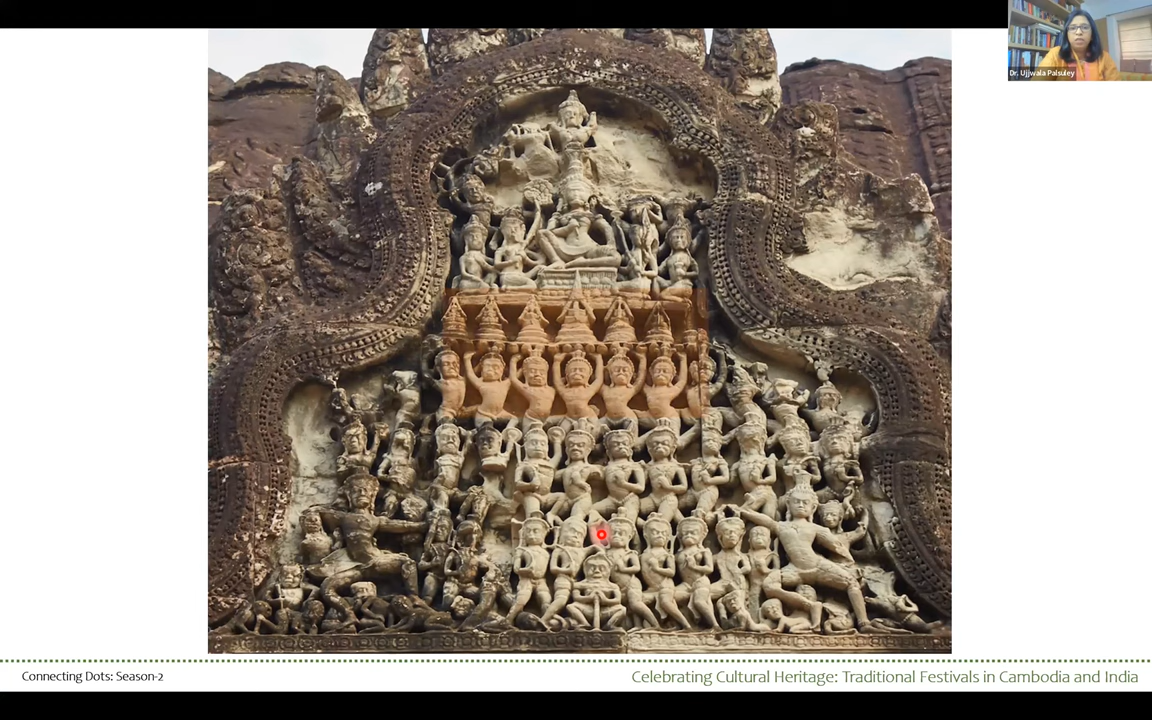 Dr. Ujjwala Palsuley
Connecting Dots: Season-2
Celebrating Cultural Heritage: Traditional Festivals in Cambodia and India